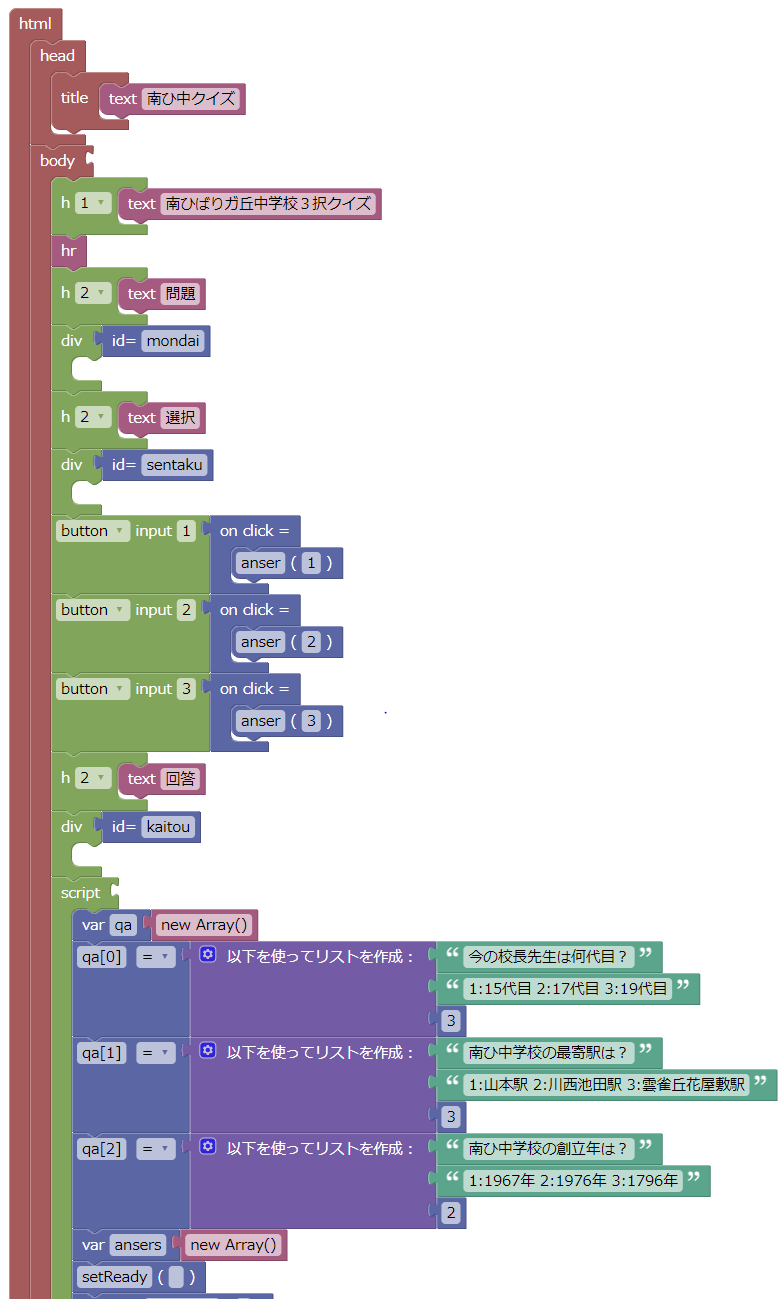 html
head
title text 南ひ中クイズ
body
h 1 text 南ひばりガ丘中学校３択クイズ
hr
h 2 text 問題
div id= mondai
h 2 text 選択
div id= sentaku
button input 1 on click =
anser ( 1 )
button input 2 on click =
anser ( 2 )
button input 3 on click =
anser ( 3 )
h 2 text 回答
div id= kaitou
script
var qa new Array()
qa[0] = 以下を使ってリストを作成： “ 今の校長先生は何代目？ ”
“ 1:15代目 2:17代目 3:19代目 ”
3
qa[1] = 以下を使ってリストを作成： “ 南ひ中学校の最寄駅は？ ”
“ 1:山本駅 2:川西池田駅 3:雲雀丘花屋敷駅 ”
3
qa[2] = 以下を使ってリストを作成： “ 南ひ中学校の創立年は？ ”
“ 1:1967年 2:1976年 3:1796年 ”
2
var ansers new Array()
setReady ( )